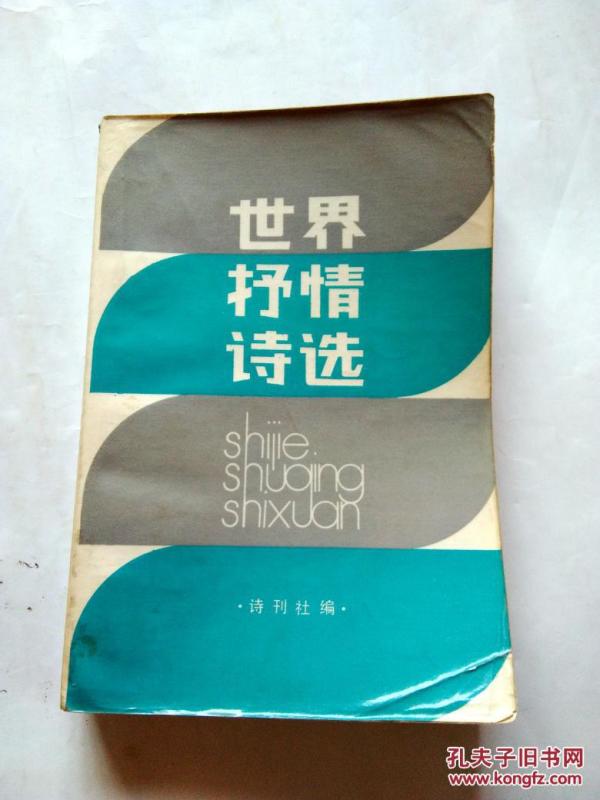 世界
抒情
诗选
shijie
shuqing
shixuan
·诗刊社编·
孔夫子旧书网
www.kongfz.com